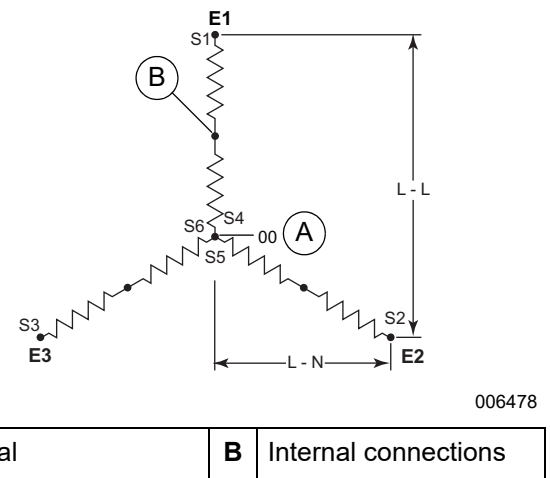 E1
S1
B
L - L
S6 S4
00 A
S5
S3
S2
E3
L - N
E2
006478
al B Internal connections